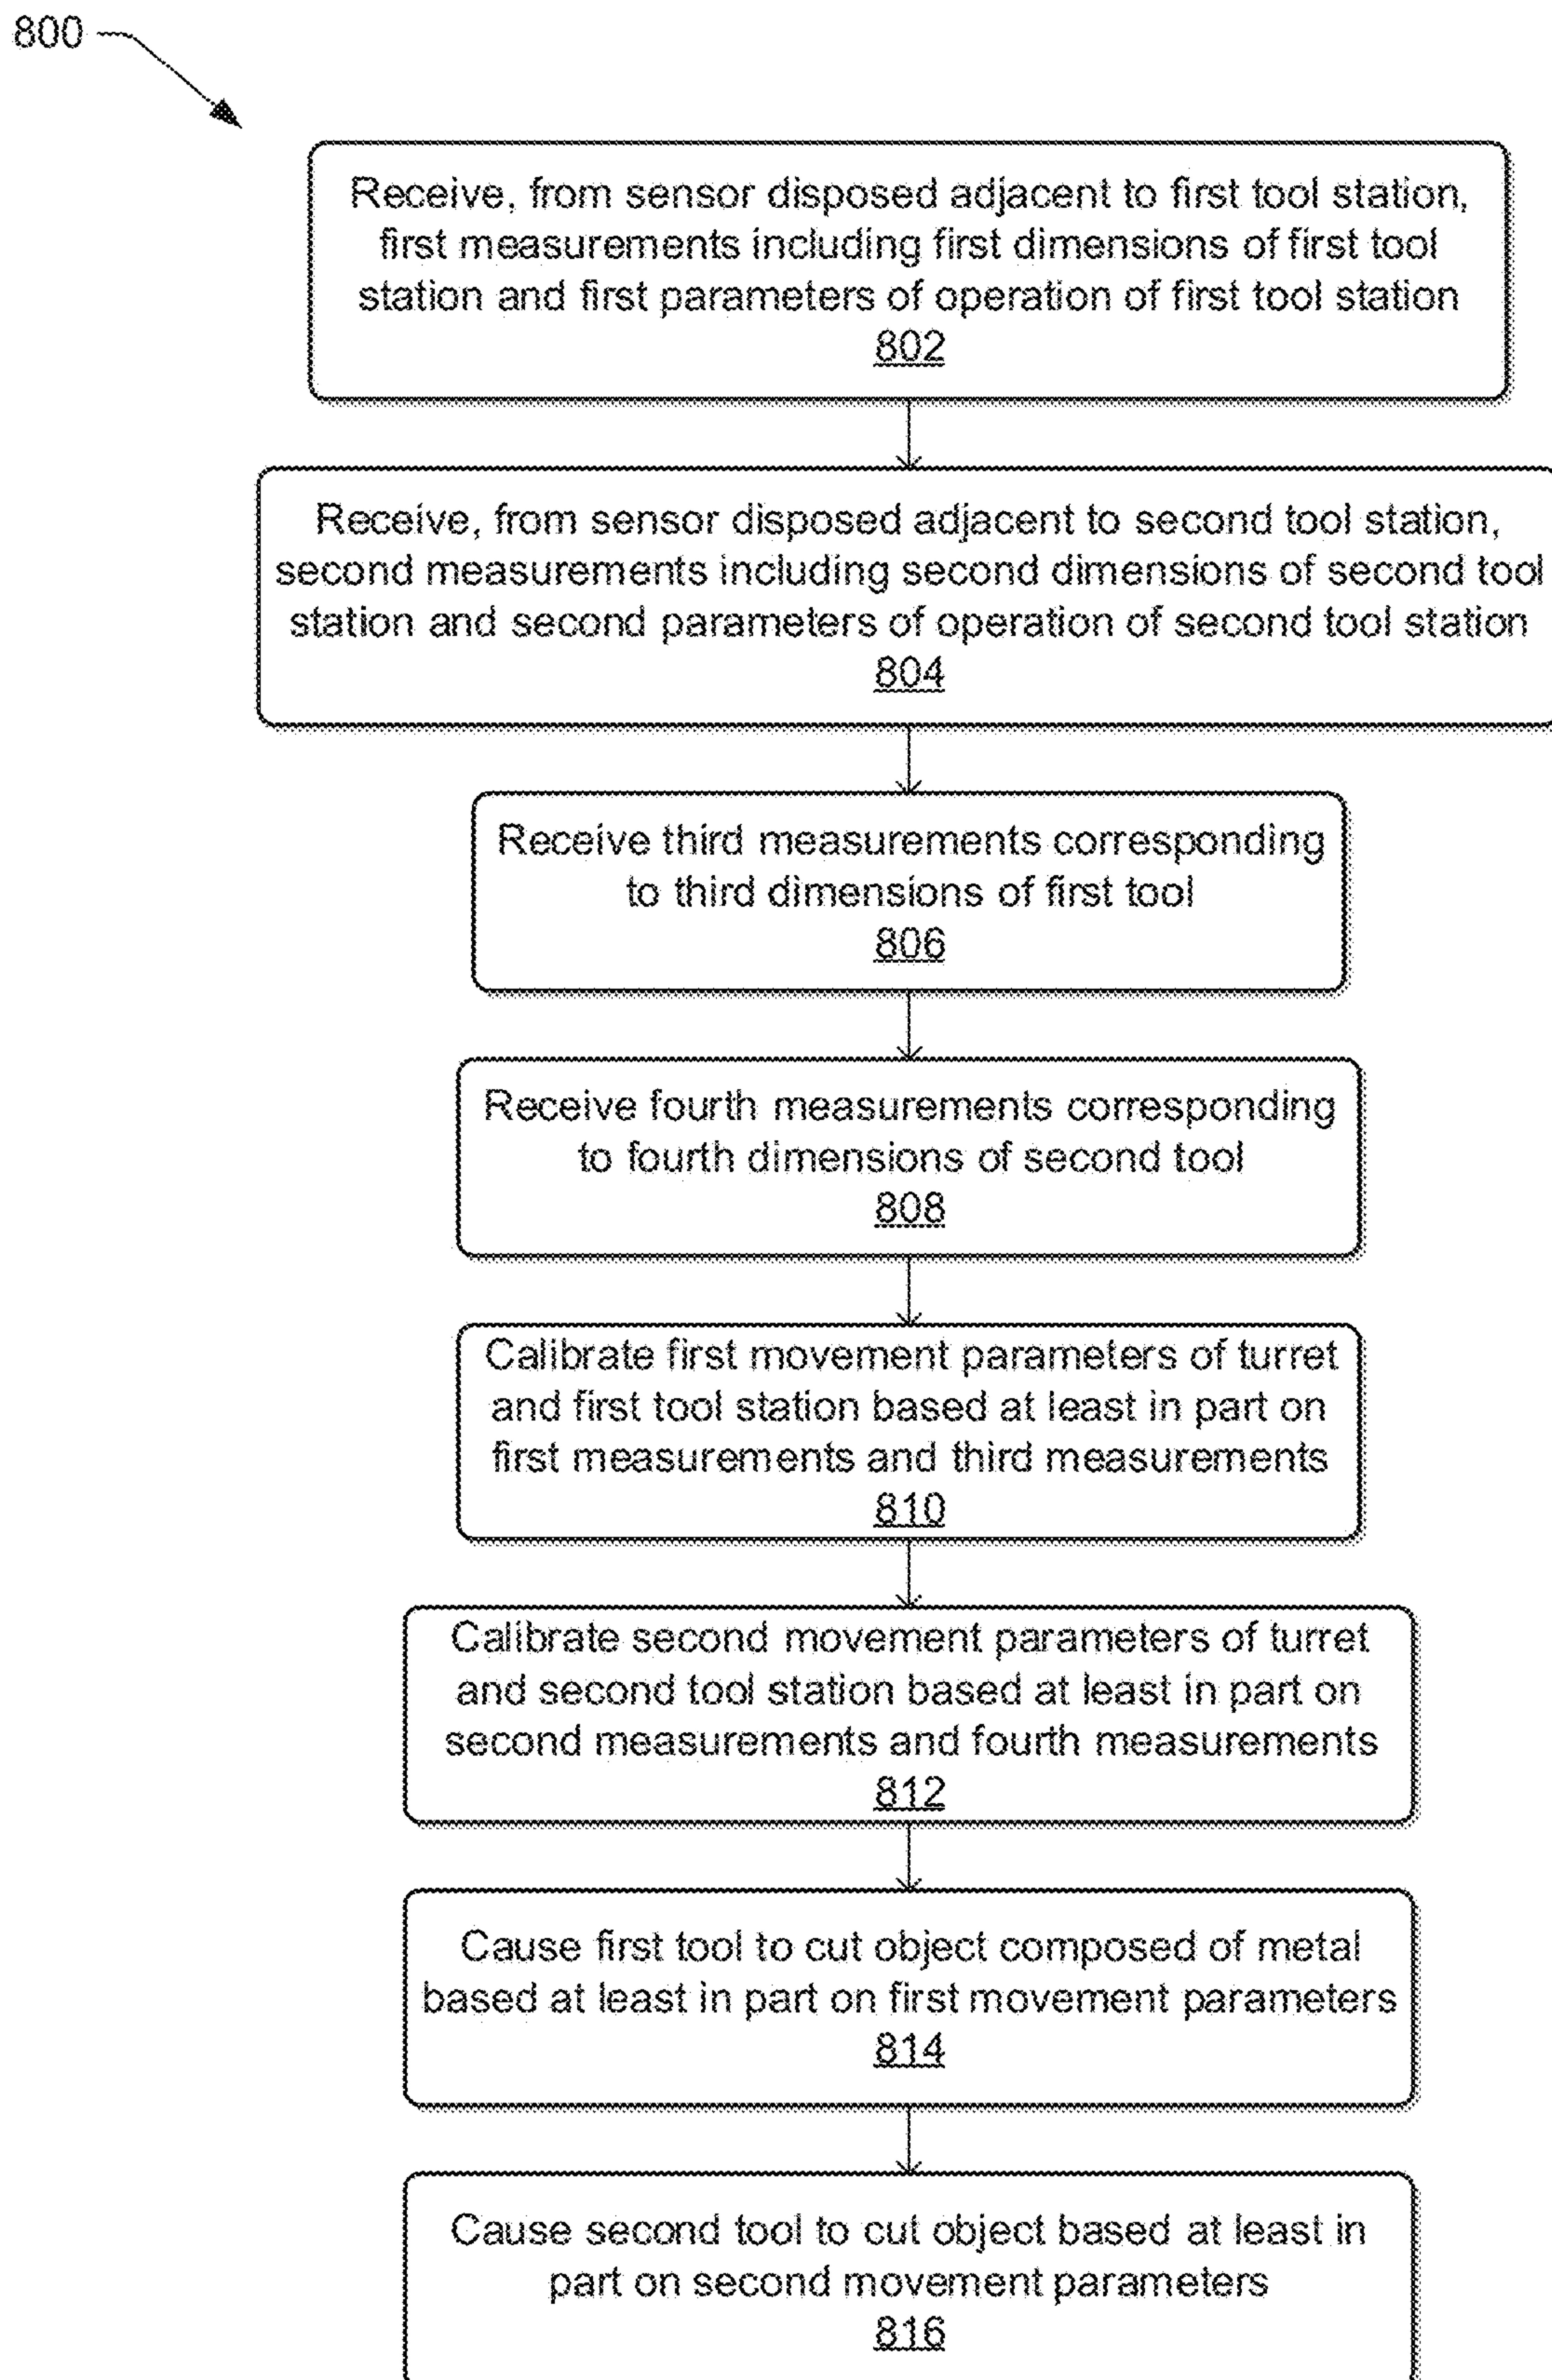 800
Receive, from sensor disposed adjacent to first tool station,
first measurements including first dimensions of first tool
station and first parameters of operation of first tool station
802
Receive, from sensor disposed adjacent to second tool station,
second measurements including second dimensions of second tool
station and second parameters of operation of second tool station
804
Receive third measurements corresponding
to third dimensions of first tool
806
Receive fourth measurements corresponding
to fourth dimensions of second tool
808
Calibrate first movement parameters of turret
and first tool station based at least in part on
first measurements and third measurements
810
Calibrate second movement parameters of turret
and second tool station based at least in part on
second measurements and fourth measurements
812
Cause first tool to cut object composed of metal
based at least in part on first movement parameters
814
Cause second tool to cut object based at least in
part on second movement parameters
816